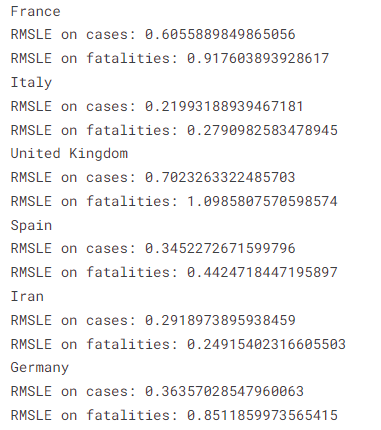 France
RMSLE on cases: 0.6055889849865056
RMSLE on fatalities: 0.917603893928617
Italy
RMSLE on cases: 0.21993188939467181
RMSLE on fatalities: 0.2790982583478945
United Kingdom
RMSLE on cases: 0.7023263322485703
RMSLE on fatalities: 1.0985807570598574
Spain
RMSLE on cases: 0.3452272671599796
RMSLE on fatalities: 0.4424718447195897
Iran
RMSLE on cases: 0.2918973895938459
RMSLE on fatalities: 0.24915402316605503
Germany
RMSLE on cases: 0.36357028547960063
RMSLE on fatalities: 0.8511859973565415